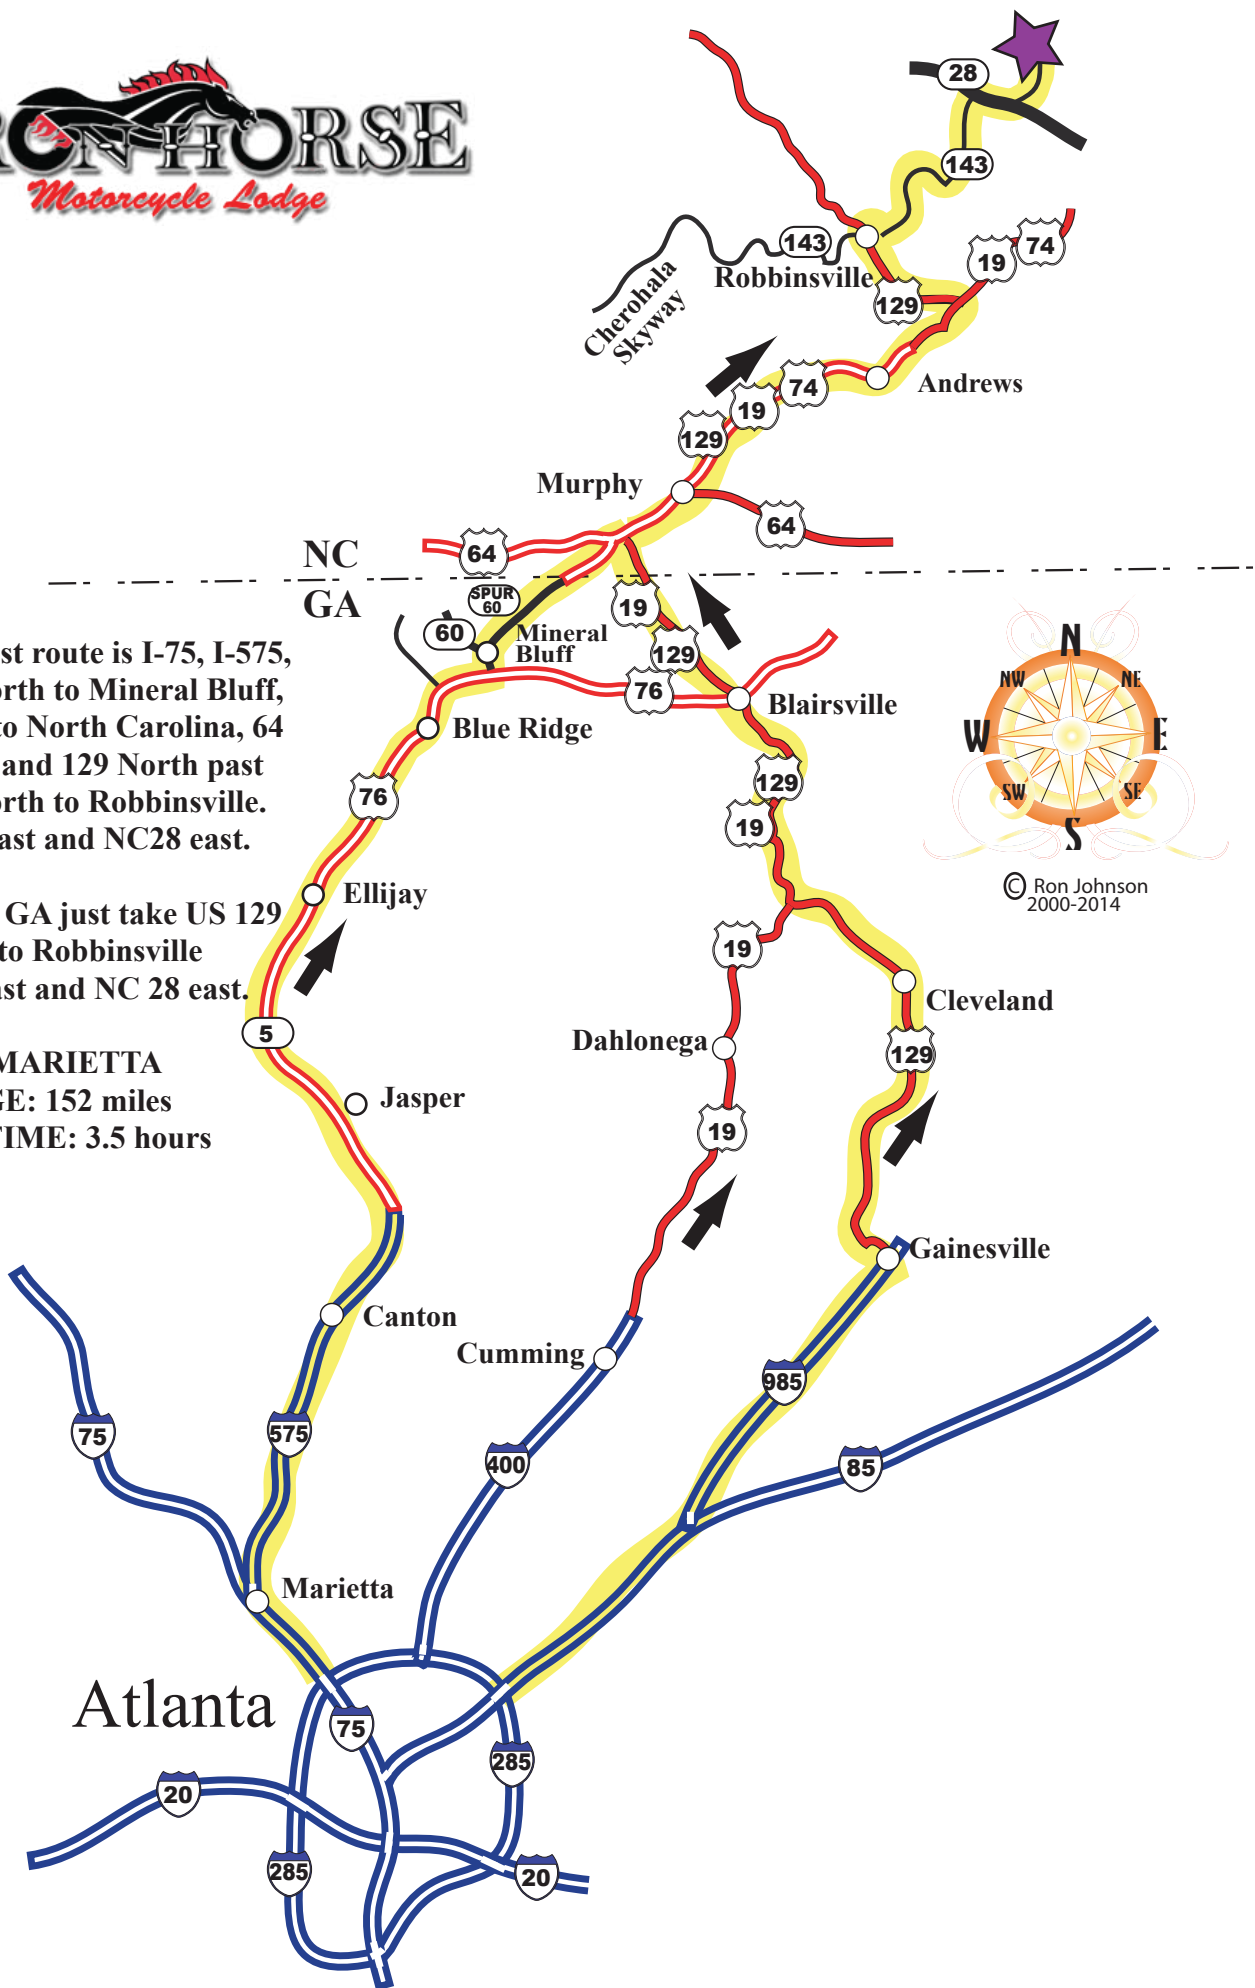 RON HORSE
Motorcycle Lodge
28
143
143
Robbinsville
19
74
129
Cherohala
Skyway
74
19
129
Andrews
Murphy
64
64
NC
GA
SPUR
60
60
Mineral
Bluff
19
129
76
Blairsville
Blue Ridge
76
129
19
st route is I-75, I-575,
orth to Mineral Bluff,
to North Carolina, 64
and 129 North past
orth to Robbinsville.
ast and NC28 east.
GA just take US 129
to Robbinsville
ast and NC 28 east.
MARIETTA
GE: 152 miles
TIME: 3.5 hours
N
NW
NE
W
E
SW
SE
S
© Ron Johnson
2000-2014
Ellijay
5
Jasper
19
Dahlonega
19
Cleveland
129
Gainesville
Canton
Cumming
985
75
575
400
85
Marietta
Atlanta
75
285
20
285
20